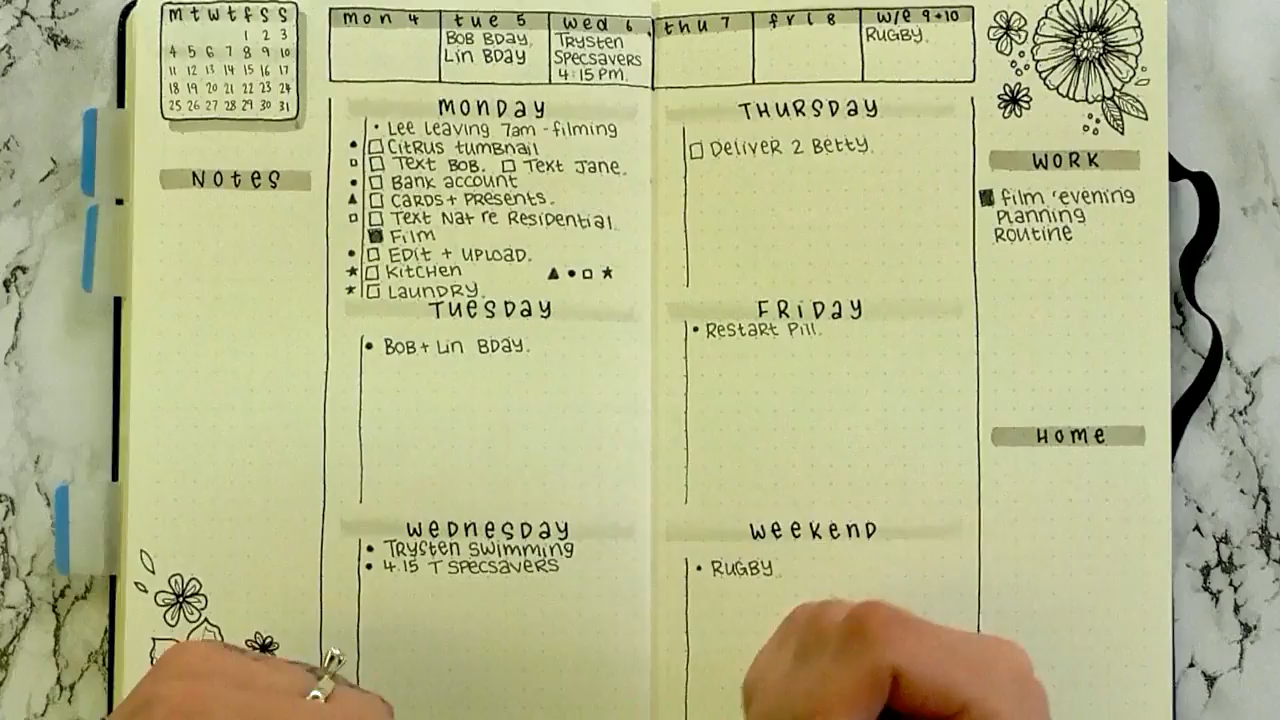 m t w t f s s
1 2 3
4 5 6 7 8 9 10
11 12 13 14 15 16 17
18 19 20 21 22 23 24
25 26 27 28 29 30 31
Notes
mon 4
tue 5
BOB BDAY.
Lin BDAY
wed 6
TRYSTEN
SPECSAVERS
4:15 PM.
thu 7
fri 8
w/e 9+10
RUGBY.
MONDAY
• Lee leaving 7am - filming
CITRUS tumBnail
Text BOB. Text Jane.
Bank account
CARDS + PRESENTS.
Text Nat re Residential.
Film
EDIT + UPLOAD.
KITCHEN
LAUNDRY.
TUESDAY
• BOB + Lin BDAY.
Wednesday
• TRYSTEN SWIMMING
• 4.15 T SPECSAVERS
THURSDAY
Deliver 2 Betty.
FRIDAY
• RESTART PILL.
WEEKEND
• RUGBY
WORK
film 'evening
PLANNING
ROUTINE
Home